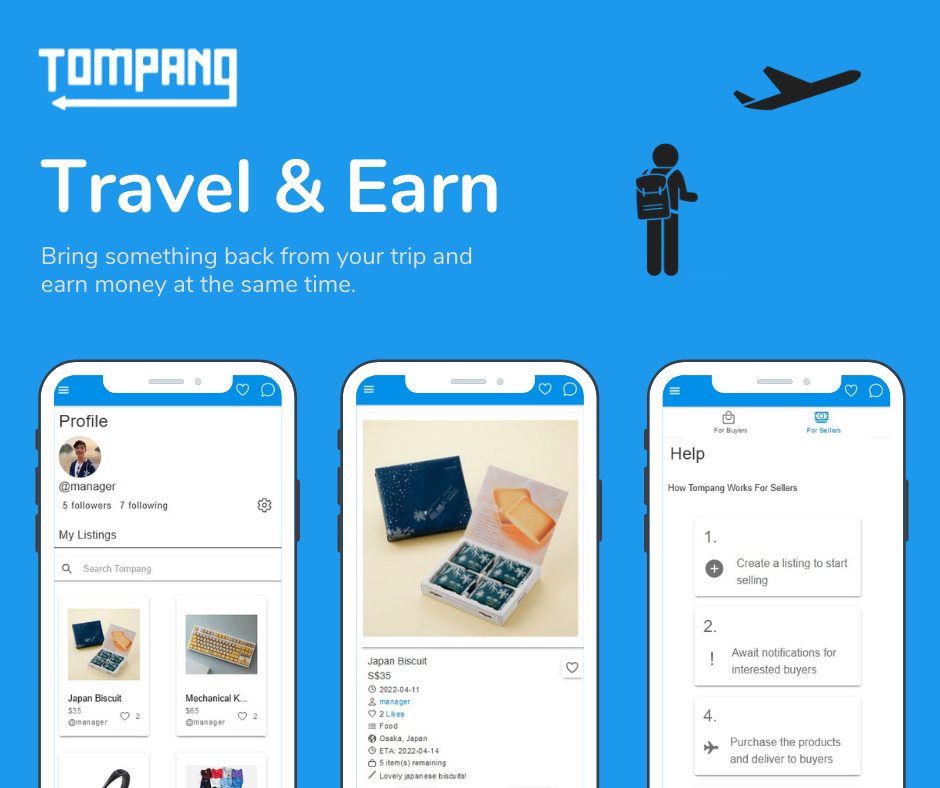 TOMPANG
Travel & Earn
Bring something back from your trip and
earn money at the same time.
Profile
@manager
5 followers 7 following
My Listings
Search Tompang
Japan Biscuit
$35
@manager
2
Mechanical K...
$65
@manager
2
Japan Biscuit
S$35
2022-04-11
manager
2 Likes
Food
Osaka, Japan
ETA: 2022-04-14
5 item(s) remaining
Lovely japanese biscuits!
For Buyers
For Sellers
Help
How Tompang Works For Sellers
1.
Create a listing to start
selling
2.
Await notifications for
interested buyers
4.
Purchase the products
and deliver to buyers